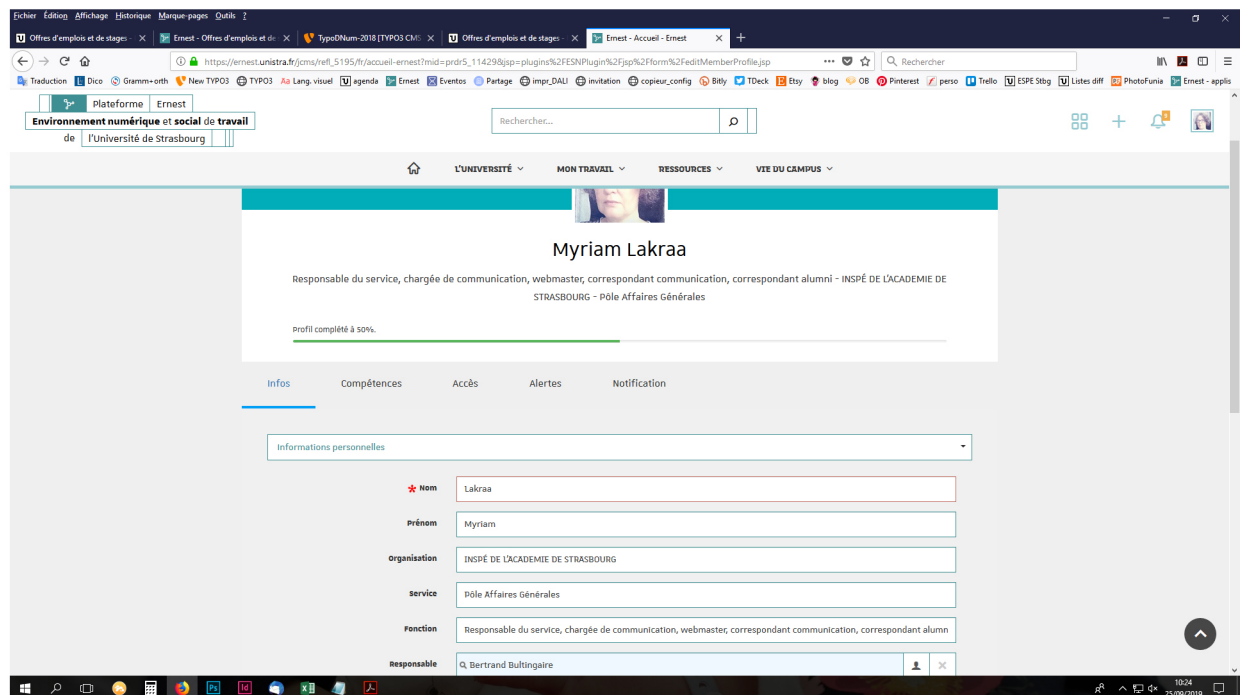 Fichier Édition Affichage Historique Marque-pages Outils ?
Offres d'emplois et de stages - Ernest - Offres d'emplois et de TypoDNum-2018 [TYPO3 CMS Offres d'emplois et de stages - Ernest - Accueil - Ernest
https://ernest.unistra.fr/jcms/refl_5195/fr/accueil-ernest?mid=prdr5_11429&jsp=plugins%2FESNPlugin%2Fjsp%2Fform%2FeditMemberProfile.jsp Rechercher
Traduction Dico Gramm+orth New TYPO3 TYPO3 Lang. visuel agenda Ernest Eventos Partage impr_DALI invitation copieur_config Bitly TDeck Etsy blog OB Pinterest perso Trello ESPE Stbg Listes diff PhotoFunia Ernest - applis
Plateforme Ernest
Environnement numérique et social de travail
de l'Université de Strasbourg
Rechercher...
L'UNIVERSITÉ MON TRAVAIL RESSOURCES VIE DU CAMPUS
Myriam Lakraa
Responsable du service, chargée de communication, webmaster, correspondant communication, correspondant alumni - INSPÉ DE L'ACADEMIE DE
STRASBOURG - Pôle Affaires Générales
Profil complété à 50%.
Infos Compétences Accès Alertes Notification
Informations personnelles
* Nom Lakraa
Prénom Myriam
Organisation INSPÉ DE L'ACADEMIE DE STRASBOURG
Service Pôle Affaires Générales
Fonction Responsable du service, chargée de communication, webmaster, correspondant communication, correspondant alumn
Responsable Bertrand Bultingaire
10:24
25/09/2019